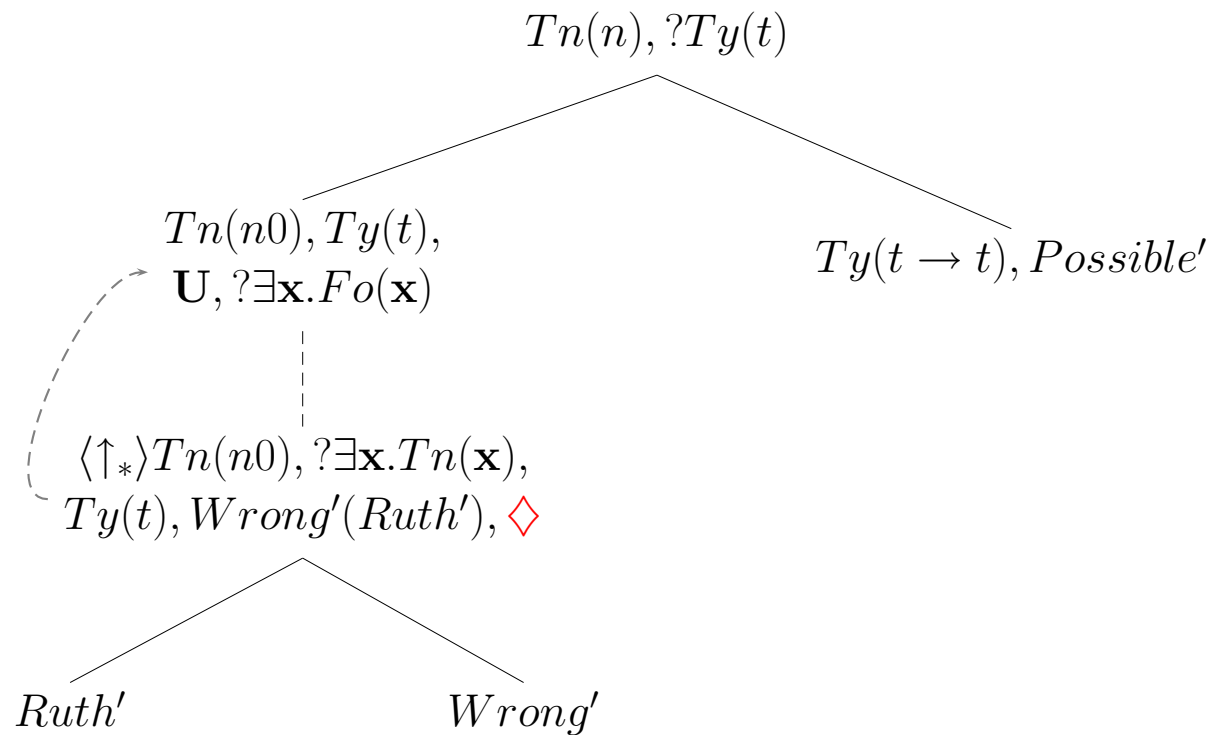 Tn(n), ?Ty(t)
Tn(n0), Ty(t),
U, ?∃x.Fo(x)
Ty(t → t), Possible′
⟨↑∗⟩Tn(n0), ?∃x.Tn(x),
Ty(t), Wrong′(Ruth′), ♢
Ruth′
Wrong′